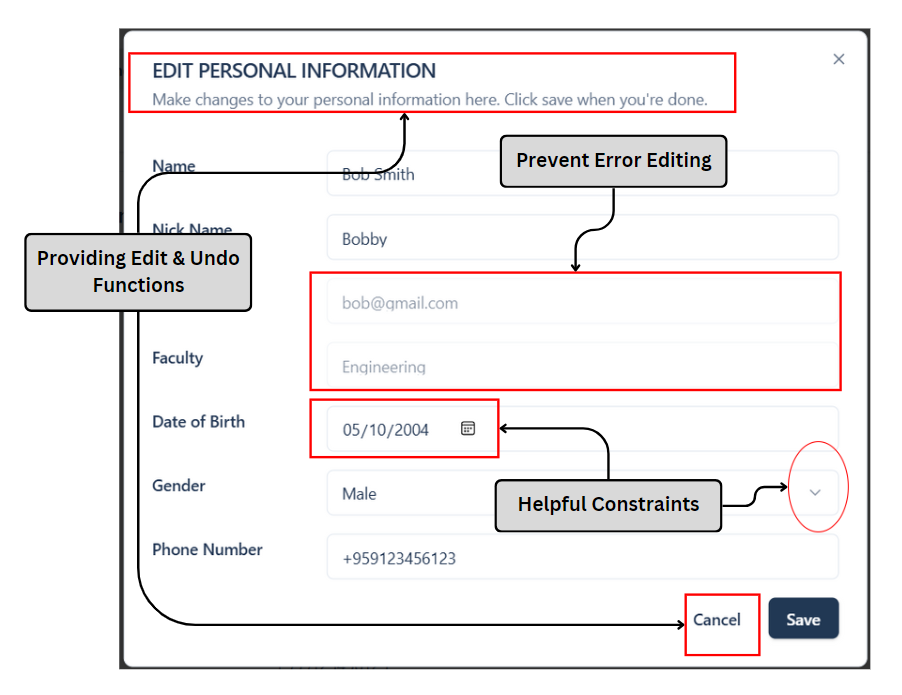 EDIT PERSONAL INFORMATION
Make changes to your personal information here. Click save when you're done.
Prevent Error Editing
Name
Bob Smith
Nick Name
Bobby
Providing Edit & Undo
Functions
bob@gmail.com
Faculty
Engineering
Date of Birth
05/10/2004
Gender
Male
Helpful Constraints
Phone Number
+959123456123
Cancel
Save